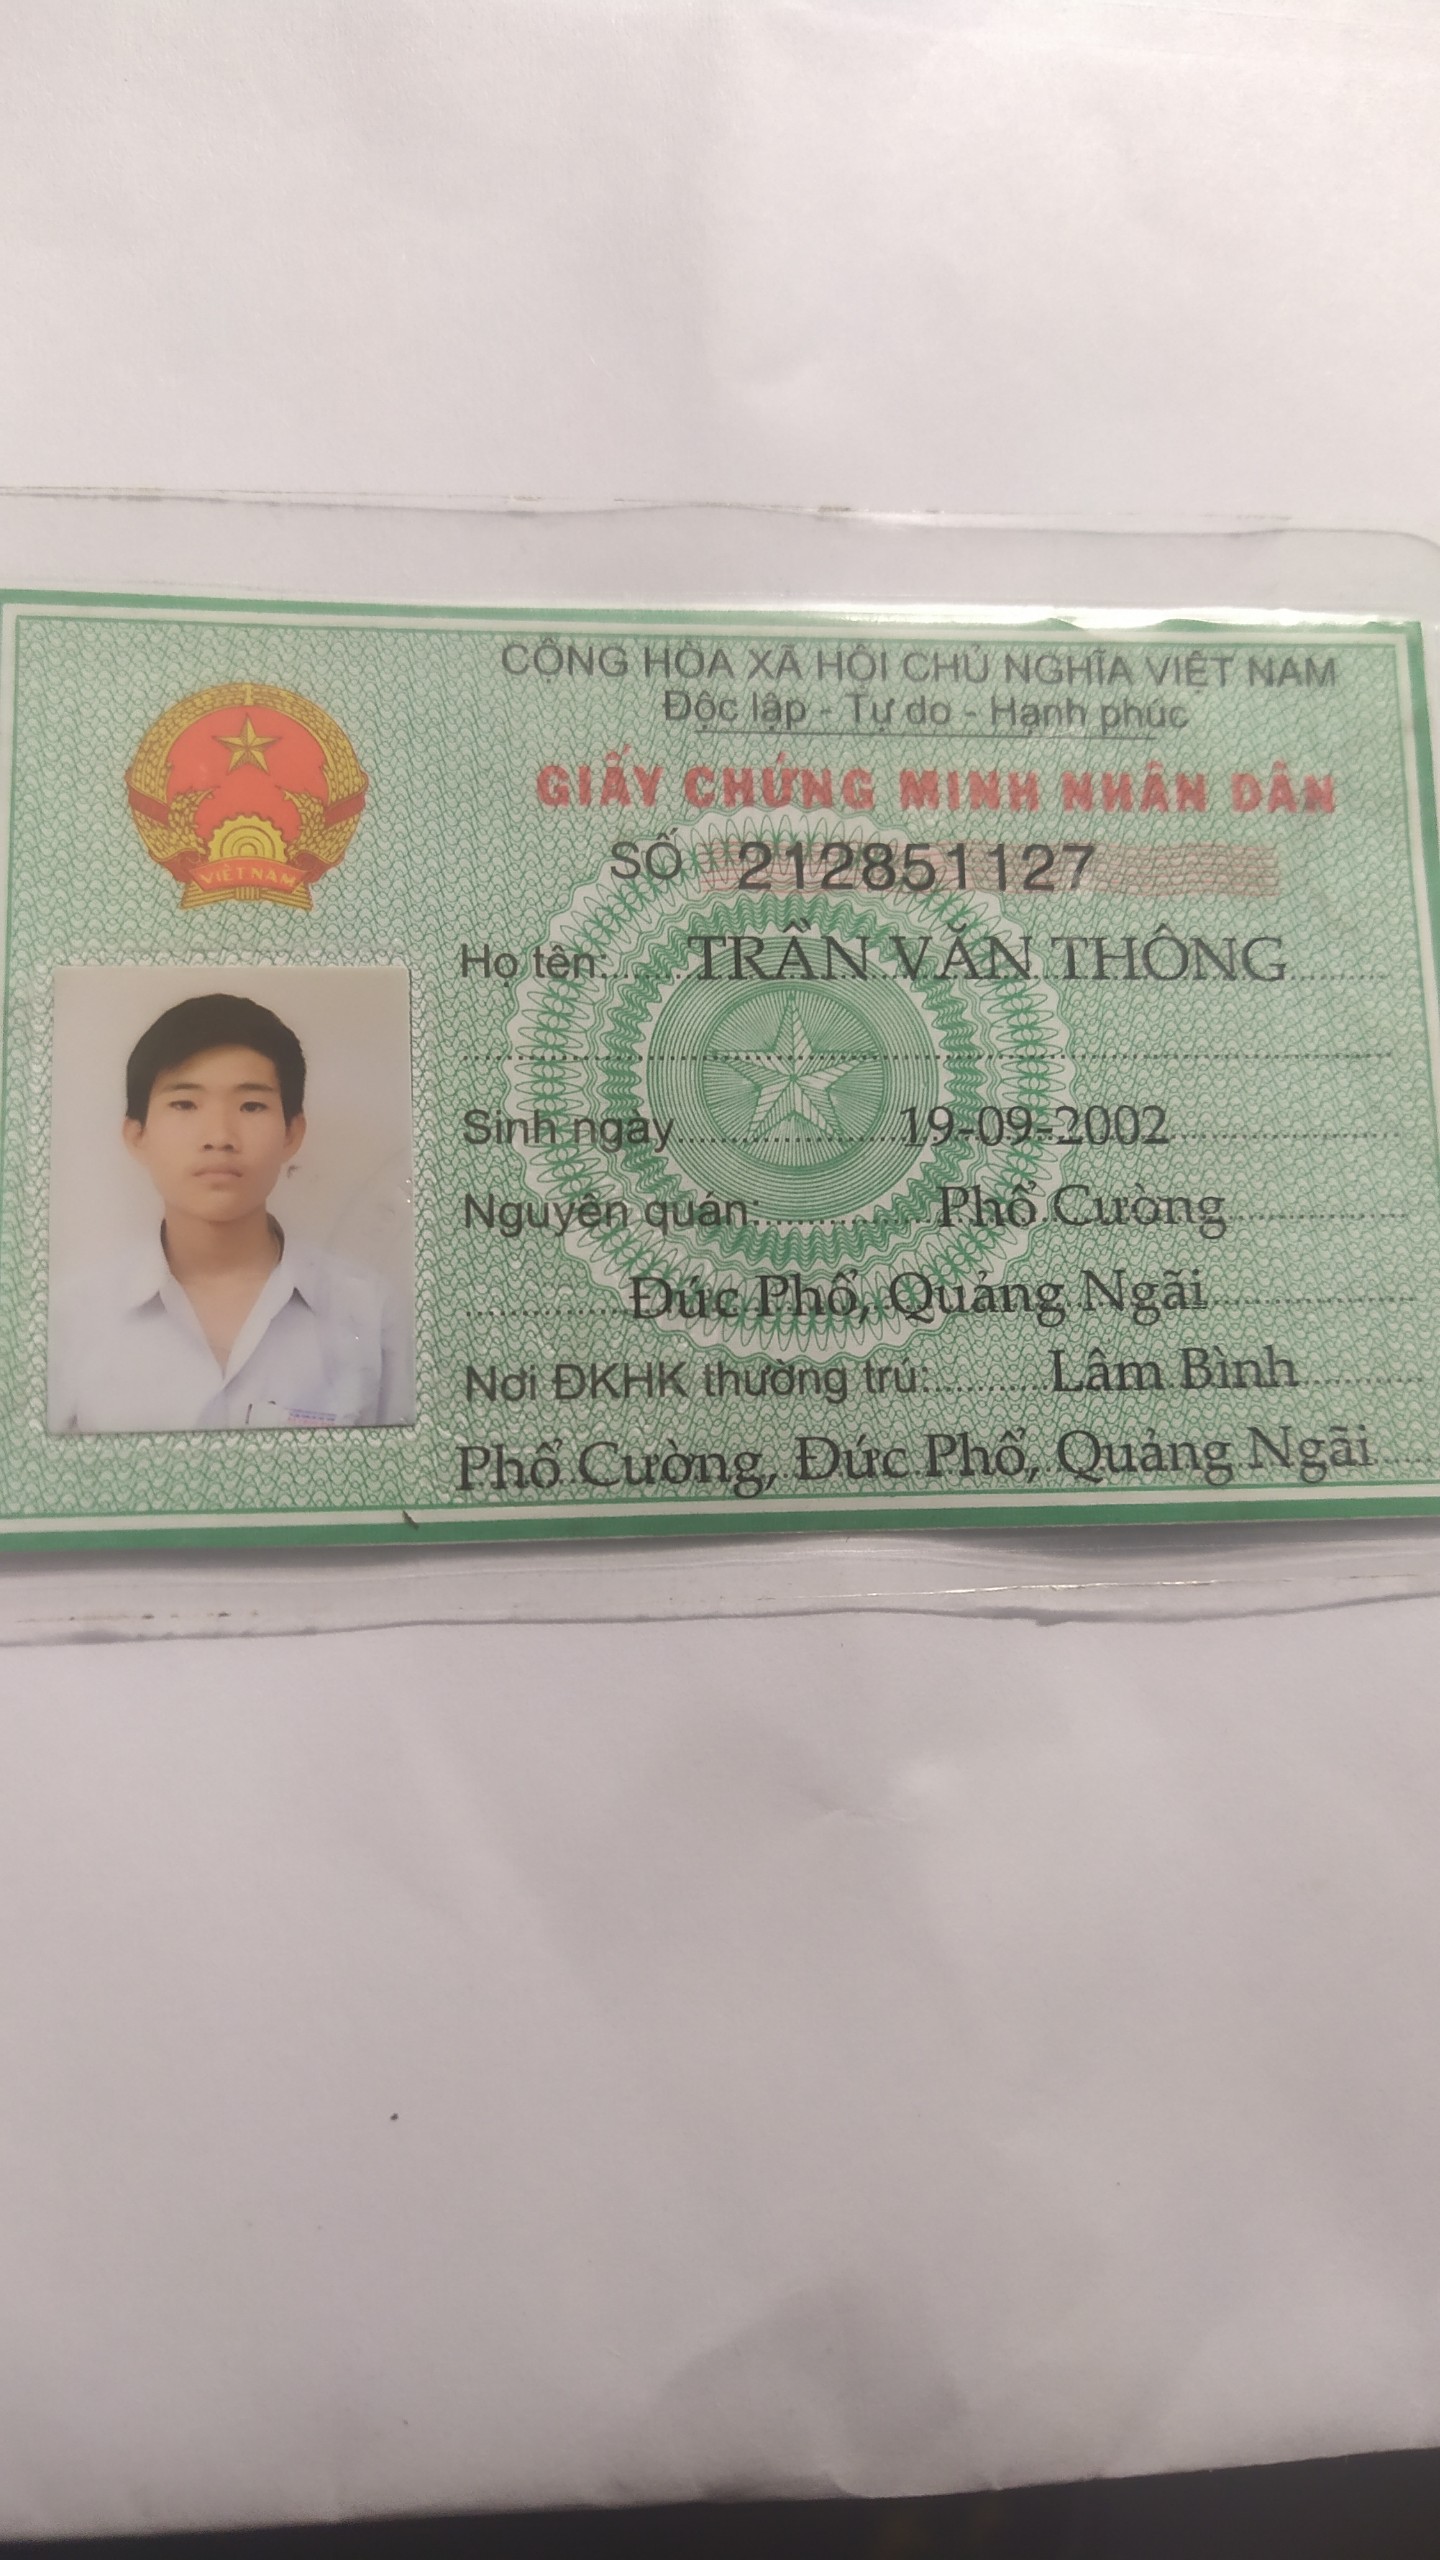 CỘNG HÒA XÃ HỘI CHỦ NGHĨA VIỆT NAM
Độc lập - Tự do - Hạnh phúc
GIẤY CHỨNG MINH NHÂN DÂN
SỐ 212851127
VIỆT NAM
Họ tên: TRẦN VĂN THÔNG
Sinh ngày 19-09-2002
Nguyên quán: Phổ Cường
Đức Phổ, Quảng Ngãi
Nơi ĐKHK thường trú: Lâm Bình
Phổ Cường, Đức Phổ, Quảng Ngãi